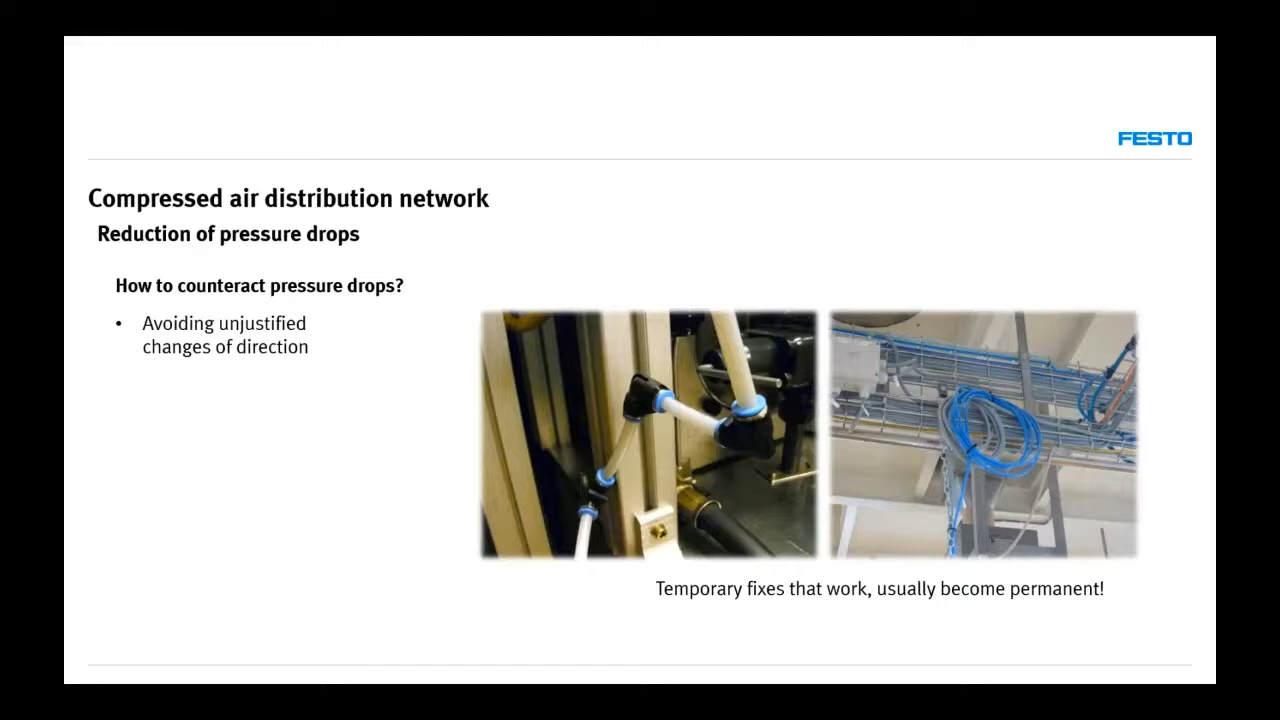 FESTO
Compressed air distribution network
Reduction of pressure drops
How to counteract pressure drops?
• Avoiding unjustified
changes of direction
Temporary fixes that work, usually become permanent!